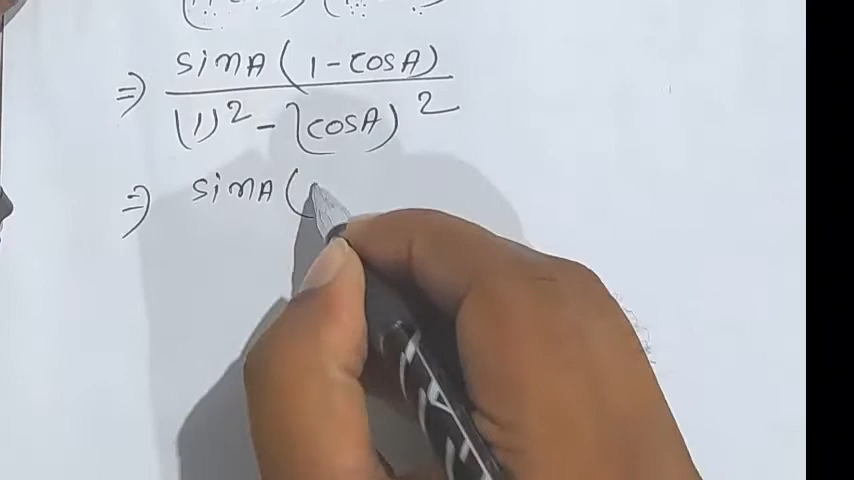 ⇒ sinA(1-cosA)
(1)² - (cosA)²
⇒ sinA(